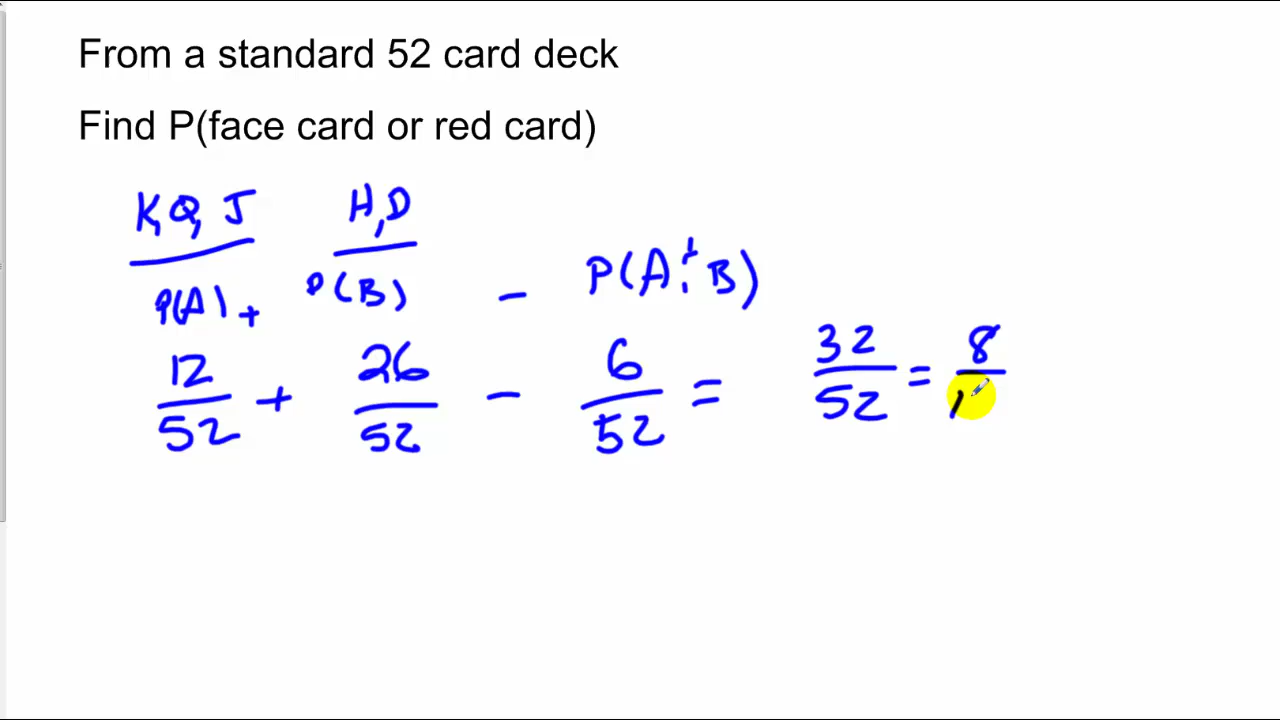 From a standard 52 card deck
Find P(face card or red card)
K, Q, J H, D
P(A) + P(B) - P(A & B)
12/52 + 26/52 - 6/52 = 32/52 = 8/